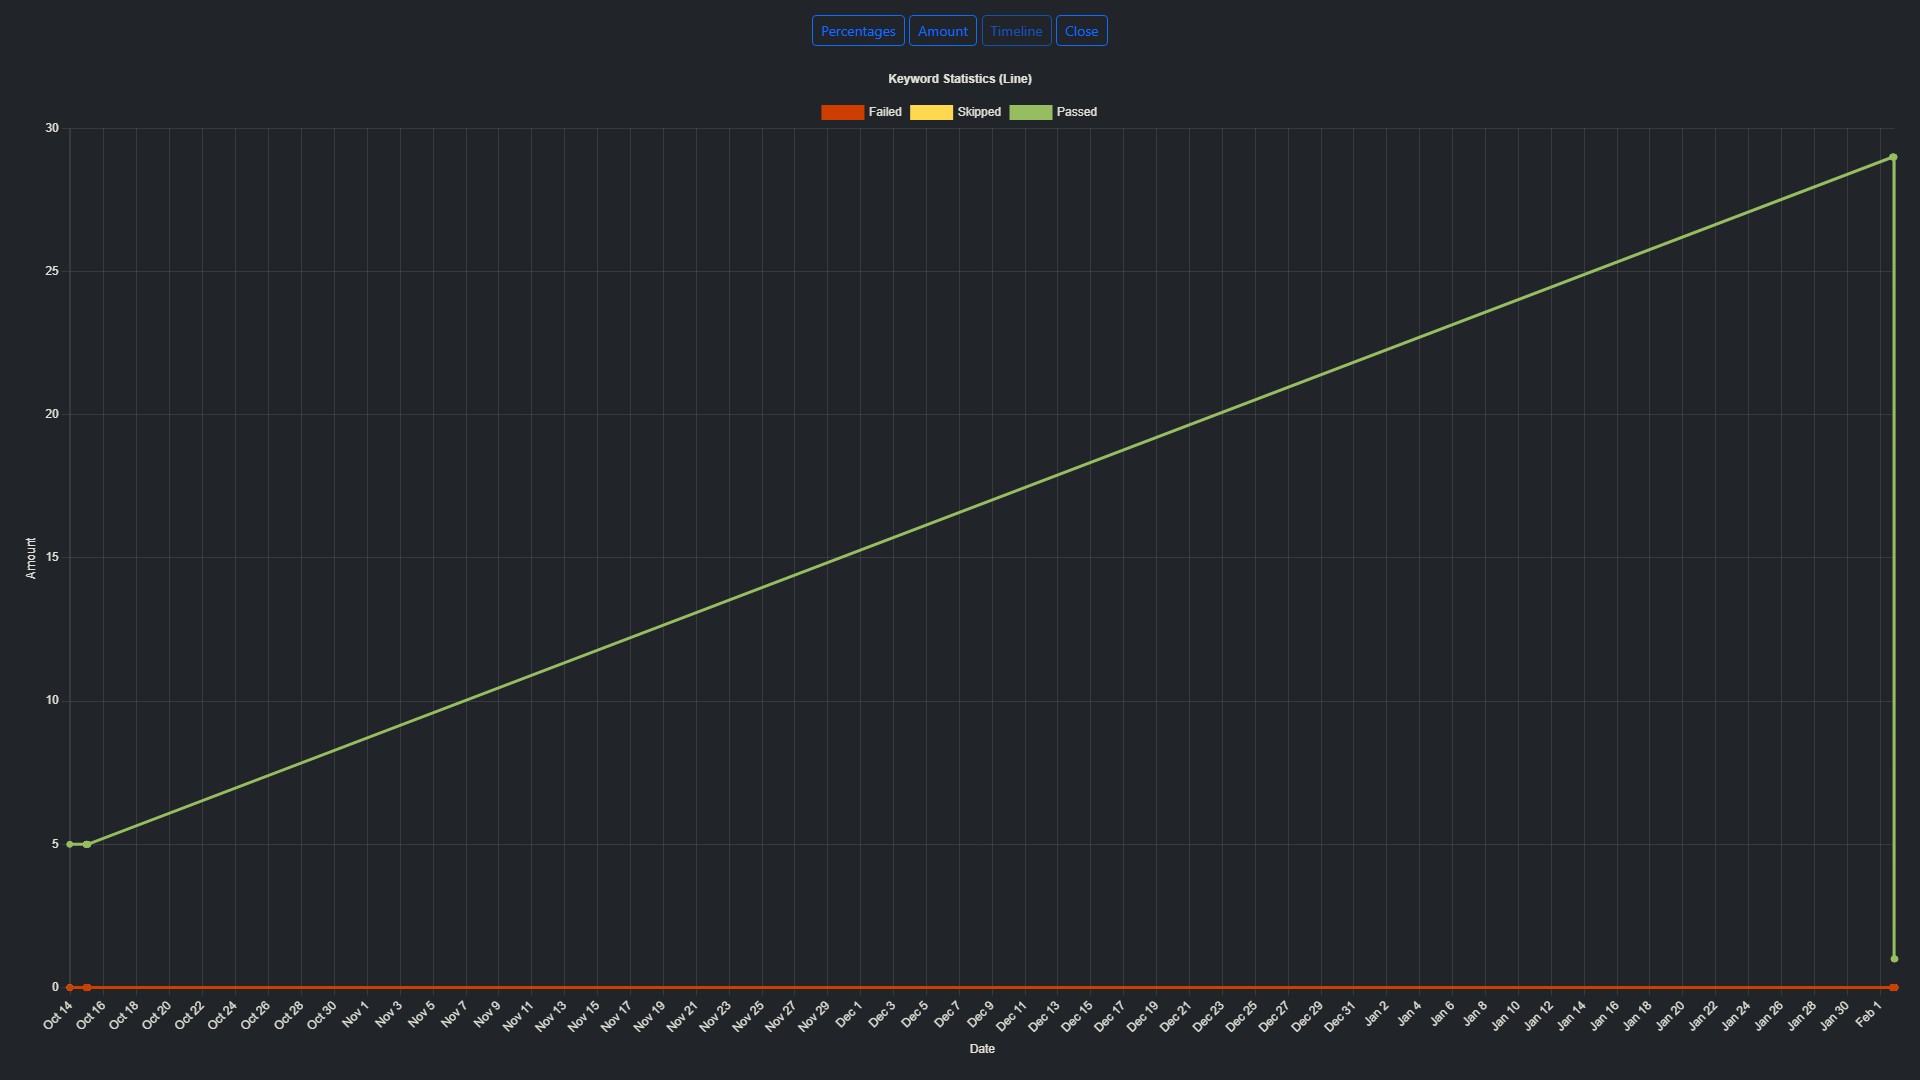 Percentages Amount Timeline Close
Keyword Statistics (Line)
Failed Skipped Passed
30
25
20
15
10
5
0
Amount
Oct 14 Oct 16 Oct 18 Oct 20 Oct 22 Oct 24 Oct 26 Oct 28 Oct 30 Nov 1 Nov 3 Nov 5 Nov 7 Nov 9 Nov 11 Nov 13 Nov 15 Nov 17 Nov 19 Nov 21 Nov 23 Nov 25 Nov 27 Nov 29 Dec 1 Dec 3 Dec 5 Dec 7 Dec 9 Dec 11 Dec 13 Dec 15 Dec 17 Dec 19 Dec 21 Dec 23 Dec 25 Dec 27 Dec 29 Dec 31 Jan 2 Jan 4 Jan 6 Jan 8 Jan 10 Jan 12 Jan 14 Jan 16 Jan 18 Jan 20 Jan 22 Jan 24 Jan 26 Jan 28 Jan 30 Feb 1
Date